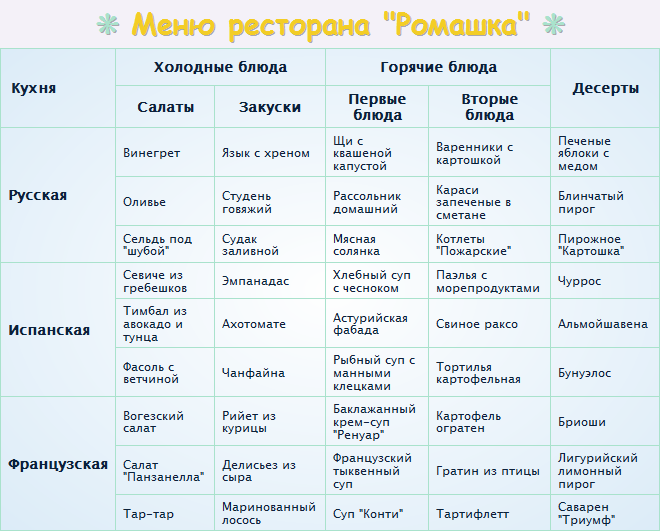 Меню ресторана "Ромашка"
Кухня
Холодные блюда
Горячие блюда
Десерты
Салаты
Закуски
Первые
блюда
Вторые
блюда
Русская
Винегрет
Язык с хреном
Щи с
квашеной
капустой
Варенники с
картошкой
Печеные
яблоки с
медом
Оливье
Студень
говяжий
Рассольник
домашний
Караси
запеченые в
сметане
Блинчатый
пирог
Сельдь под
"шубой"
Судак
заливной
Мясная
солянка
Котлеты
"Пожарские"
Пирожное
"Картошка"
Испанская
Севиче из
гребешков
Эмпанадас
Хлебный суп
с чесноком
Паэлья с
морепродуктами
Чуррос
Тимбал из
авокадо и
тунца
Ахотомате
Астурийская
фабада
Свиное раксо
Альмойшавена
Фасоль с
ветчиной
Чанфайна
Рыбный суп с
манными
клецками
Тортилья
картофельная
Бунуэлос
Французская
Вогезский
салат
Рийет из
курицы
Баклажанный
крем-суп
"Ренуар"
Картофель
огратен
Бриоши
Салат
"Панзанелла"
Делисьез из
сыра
Французский
тыквенный
суп
Гратин из птицы
Лигурийский
лимонный
пирог
Тар-тар
Маринованный
лосось
Суп "Конти"
Тартифлетт
Саварен
"Триумф"